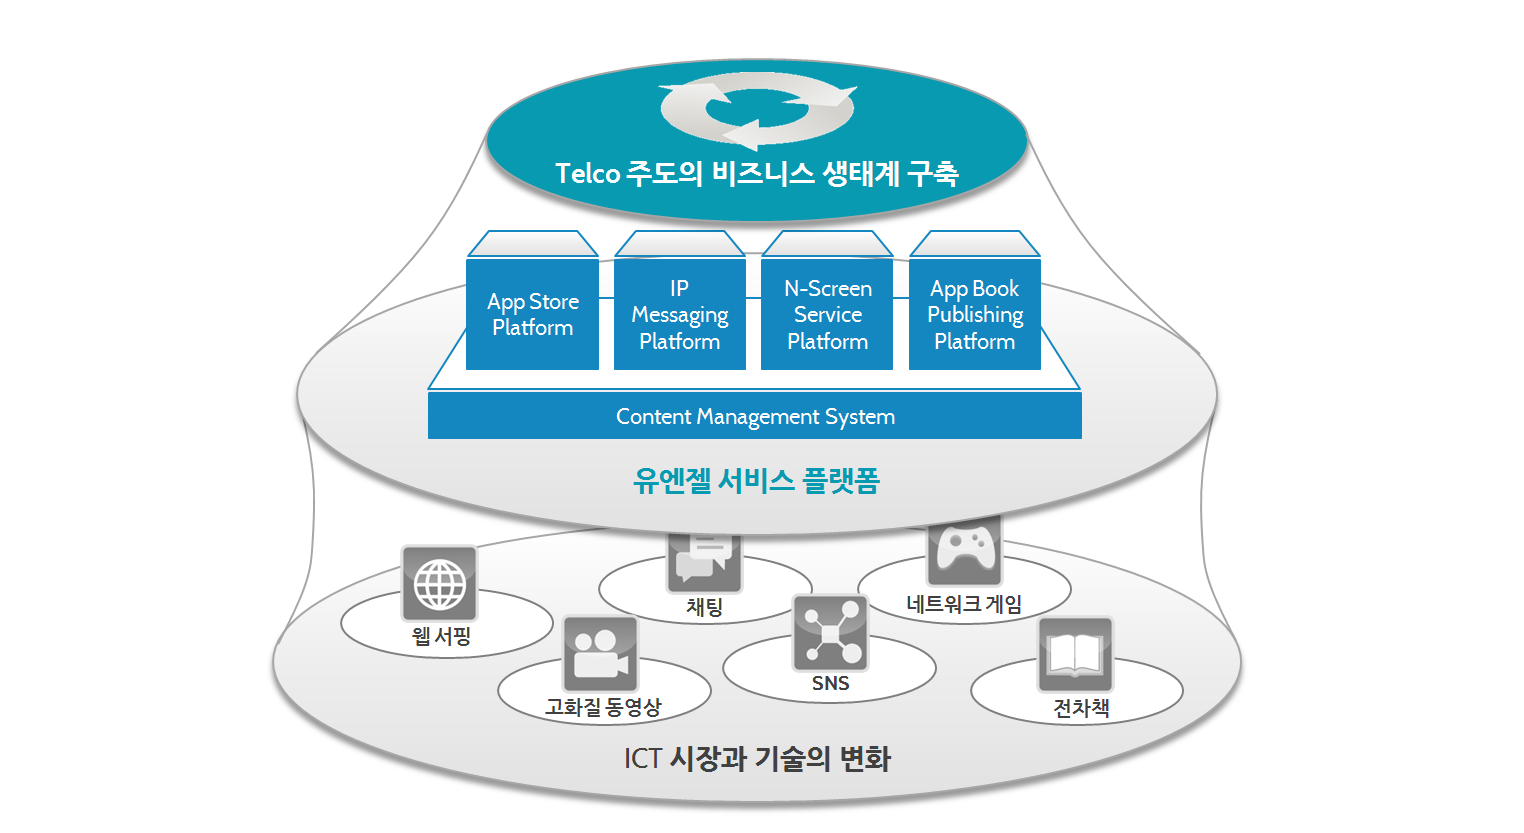 Telco 주도의 비즈니스 생태계 구축
App Store
Platform
IP
Messaging
Platform
N-Screen
Service
Platform
App Book
Publishing
Platform
Content Management System
유엔젤 서비스 플랫폼
웹 서핑
채팅
네트워크 게임
고화질 동영상
SNS
전차책
ICT 시장과 기술의 변화